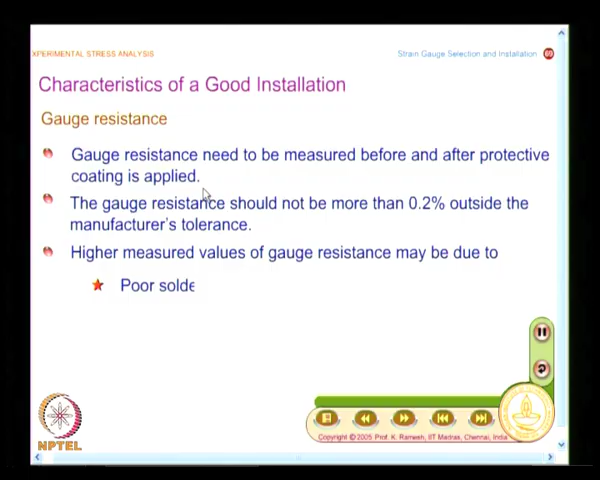 XPERIMENTAL STRESS ANALYSIS
Strain Gauge Selection and Installation 09
Characteristics of a Good Installation
Gauge resistance
Gauge resistance need to be measured before and after protective
coating is applied.
The gauge resistance should not be more than 0.2% outside the
manufacturer's tolerance.
Higher measured values of gauge resistance may be due to
Poor solde
NPTEL
Copyright © 2005 Prof. K. Ramesh, IIT Madras, Chennai, India